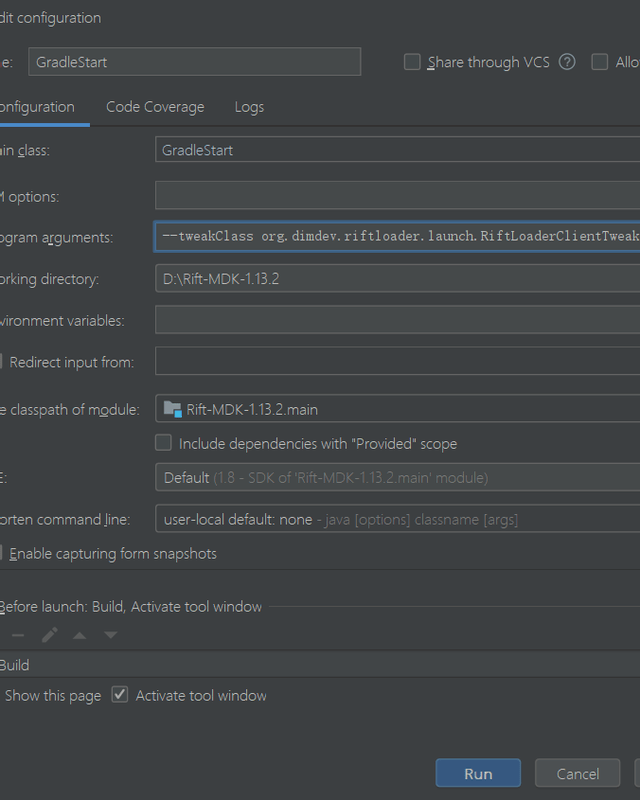 dit configuration
e: GradleStart Share through VCS ? Allo
onfiguration Code Coverage Logs
ain class: GradleStart
M options:
ogram arguments: --tweakClass org.dimdev.riftloader.launch.RiftLoaderClientTweak
orking directory: D:\Rift-MDK-1.13.2
vironment variables:
Redirect input from:
e classpath of module: Rift-MDK-1.13.2.main
Include dependencies with "Provided" scope
E: Default (1.8 - SDK of 'Rift-MDK-1.13.2.main' module)
orten command line: user-local default: none - java [options] classname [args]
Enable capturing form snapshots
Before launch: Build, Activate tool window
Build
Show this page Activate tool window
Run Cancel